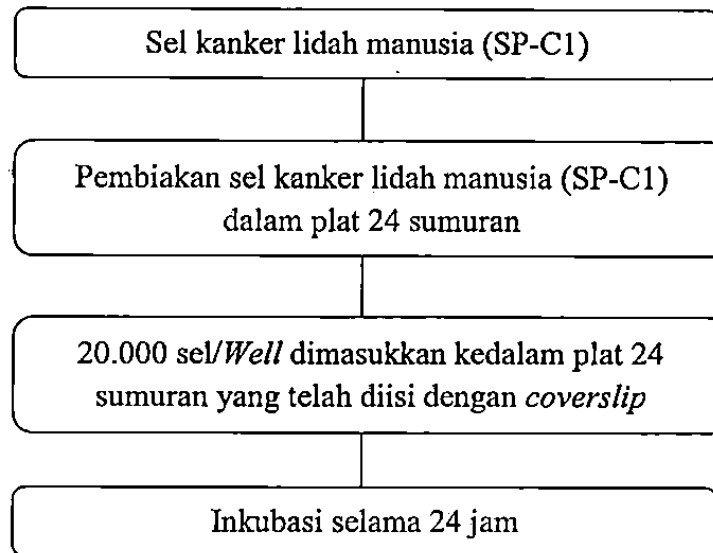 Sel kanker lidah manusia (SP-C1)
Pembiakan sel kanker lidah manusia (SP-C1)
dalam plat 24 sumuran
20.000 sel/Well dimasukkan kedalam plat 24
sumuran yang telah diisi dengan coverslip
Inkubasi selama 24 jam